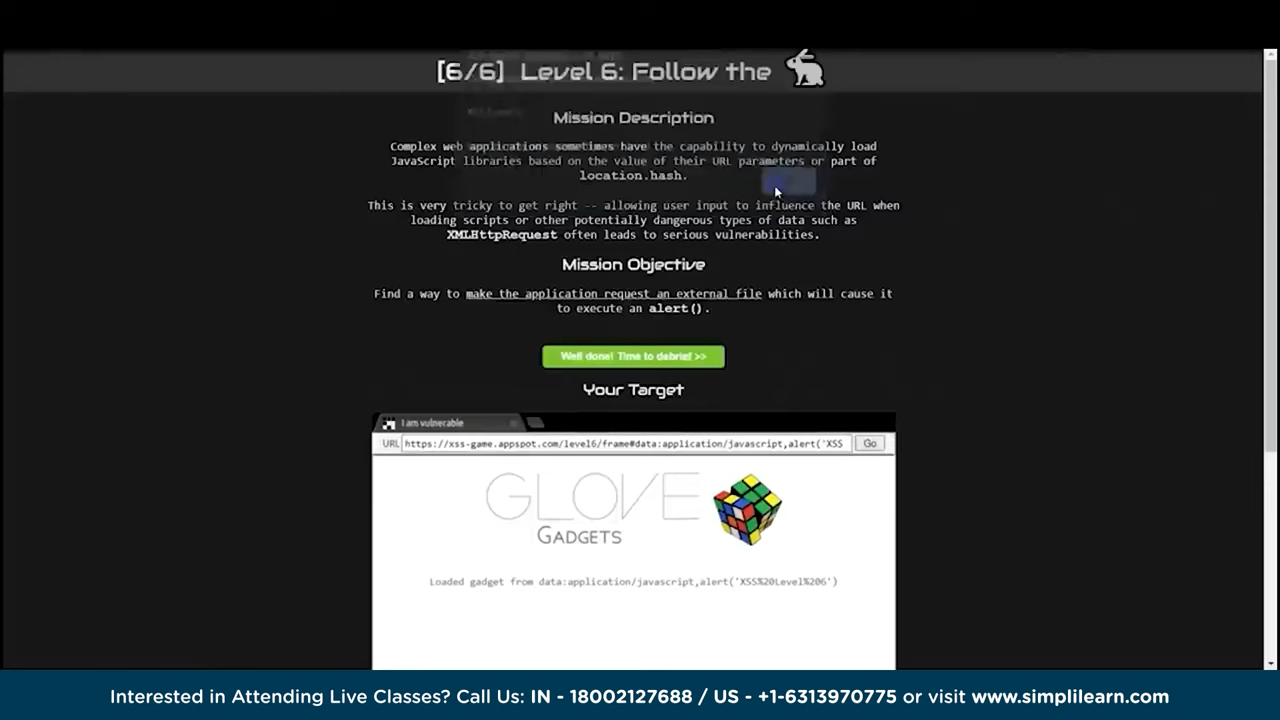 [6/6] Level 6: Follow the
Mission Description
Complex web applications sometimes have the capability to dynamically load
JavaScript libraries based on the value of their URL parameters or part of
location.hash.
This is very tricky to get right -- allowing user input to influence the URL when
loading scripts or other potentially dangerous types of data such as
XMLHttpRequest often leads to serious vulnerabilities.
Mission Objective
Find a way to make the application request an external file which will cause it
to execute an alert().
Well done! Time to debrief >>
Your Target
I am vulnerable
URL https://xss-game.appspot.com/level6/frame#data:application/javascript,alert('XSS Go
GLOVE
GADGETS
Loaded gadget from data:application/javascript,alert('XSS%20Level%206')
Interested in Attending Live Classes? Call Us: IN - 18002127688 / US - +1-6313970775 or visit www.simplilearn.com